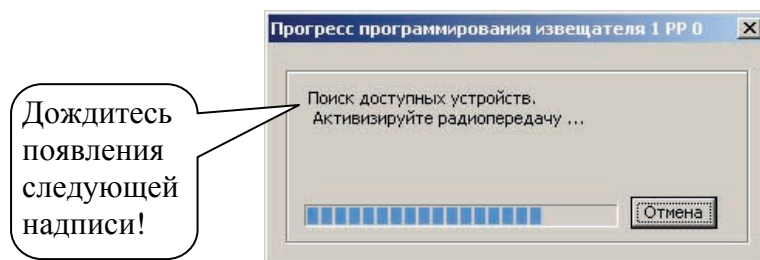 Прогресс программирования извещателя 1 РР 0
Дождитесь
появления
следующей
надписи!
Поиск доступных устройств.
Активизируйте радиопередачу ...
Отмена